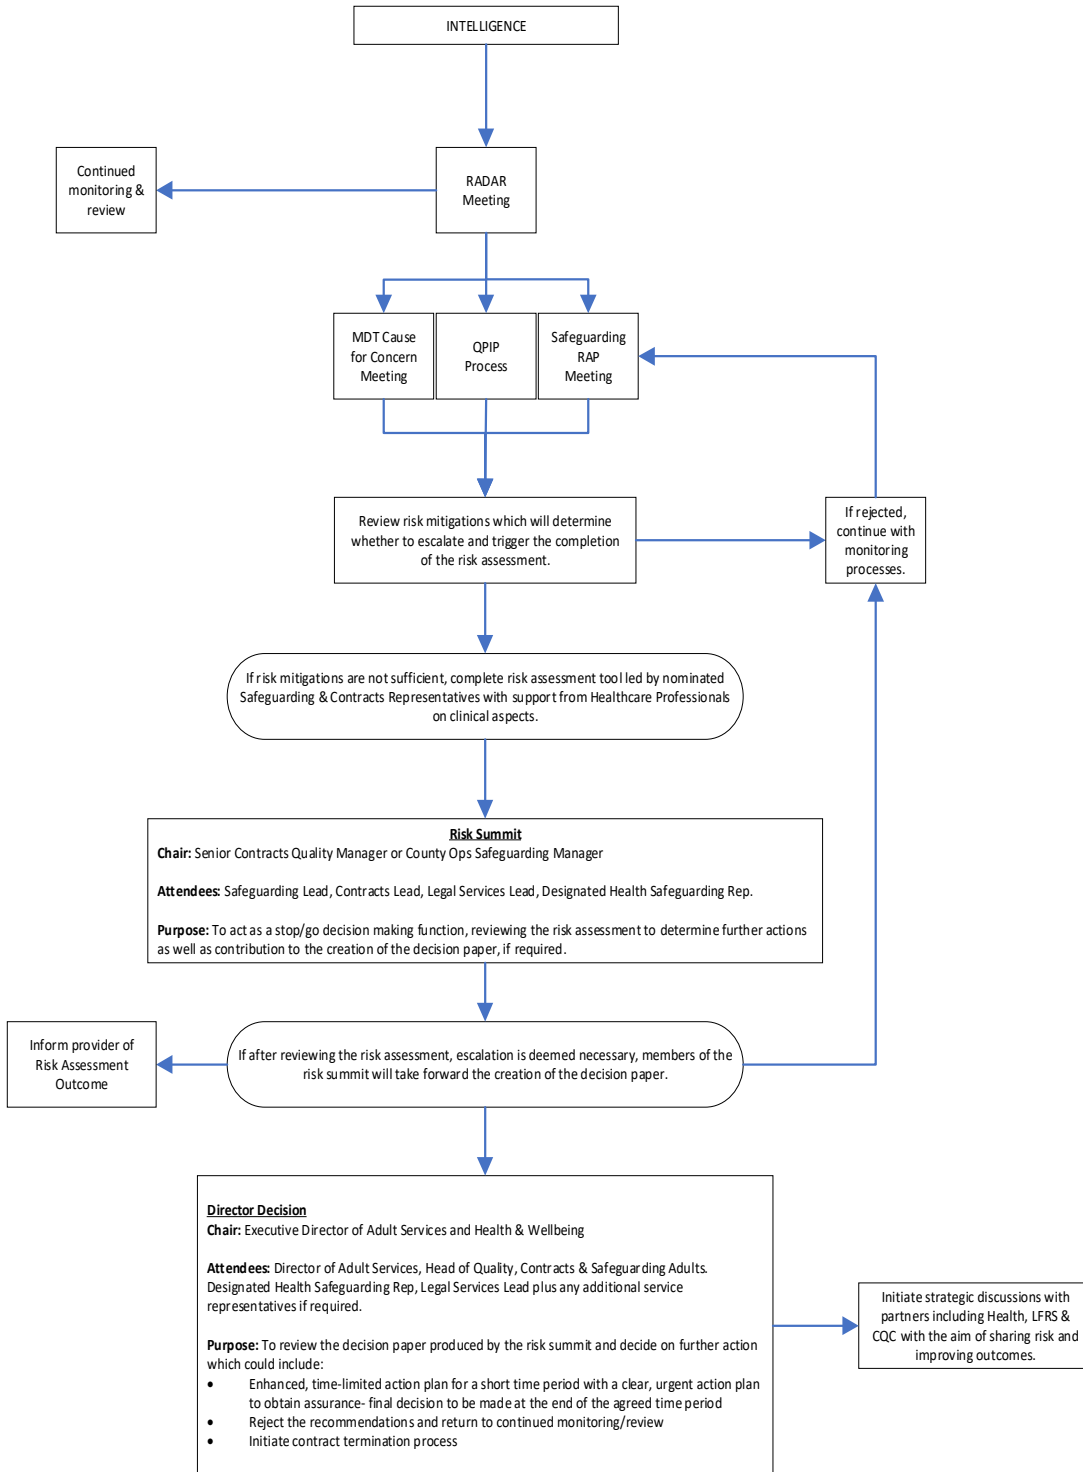 INTELLIGENCE
Continued
monitoring &
review
RADAR
Meeting
MDT Cause
for Concern
Meeting
QPIP
Process
Safeguarding
RAP
Meeting
Review risk mitigations which will determine
whether to escalate and trigger the completion
of the risk assessment.
If rejected,
continue with
monitoring
processes.
If risk mitigations are not sufficient, complete risk assessment tool led by nominated
Safeguarding & Contracts Representatives with support from Healthcare Professionals
on clinical aspects.
Risk Summit
Chair: Senior Contracts Quality Manager or County Ops Safeguarding Manager
Attendees: Safeguarding Lead, Contracts Lead, Legal Services Lead, Designated Health Safeguarding Rep.
Purpose: To act as a stop/go decision making function, reviewing the risk assessment to determine further actions
as well as contribution to the creation of the decision paper, if required.
Inform provider of
Risk Assessment
Outcome
If after reviewing the risk assessment, escalation is deemed necessary, members of the
risk summit will take forward the creation of the decision paper.
Director Decision
Chair: Executive Director of Adult Services and Health & Wellbeing
Attendees: Director of Adult Services, Head of Quality, Contracts & Safeguarding Adults.
Designated Health Safeguarding Rep, Legal Services Lead plus any additional service
representatives if required.
Purpose: To review the decision paper produced by the risk summit and decide on further action
which could include:
• Enhanced, time-limited action plan for a short time period with a clear, urgent action plan
to obtain assurance- final decision to be made at the end of the agreed time period
• Reject the recommendations and return to continued monitoring/review
• Initiate contract termination process
Initiate strategic discussions with
partners including Health, LFRS &
CQC with the aim of sharing risk and
improving outcomes.